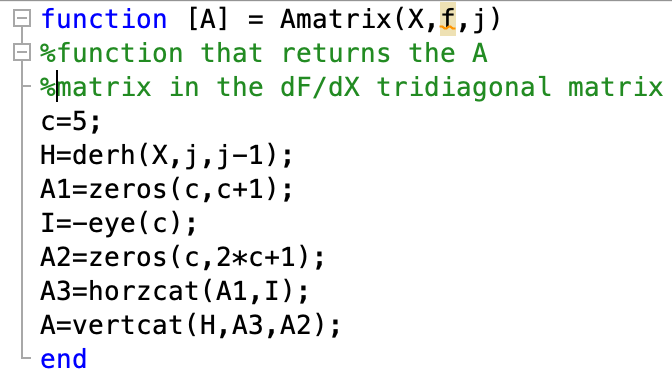 function [A] = Amatrix(X,f,j)
%function that returns the A
%matrix in the dF/dX tridiagonal matrix
c=5;
H=derh(X,j,j-1);
A1=zeros(c,c+1);
I=-eye(c);
A2=zeros(c,2*c+1);
A3=horzcat(A1,I);
A=vertcat(H,A3,A2);
end